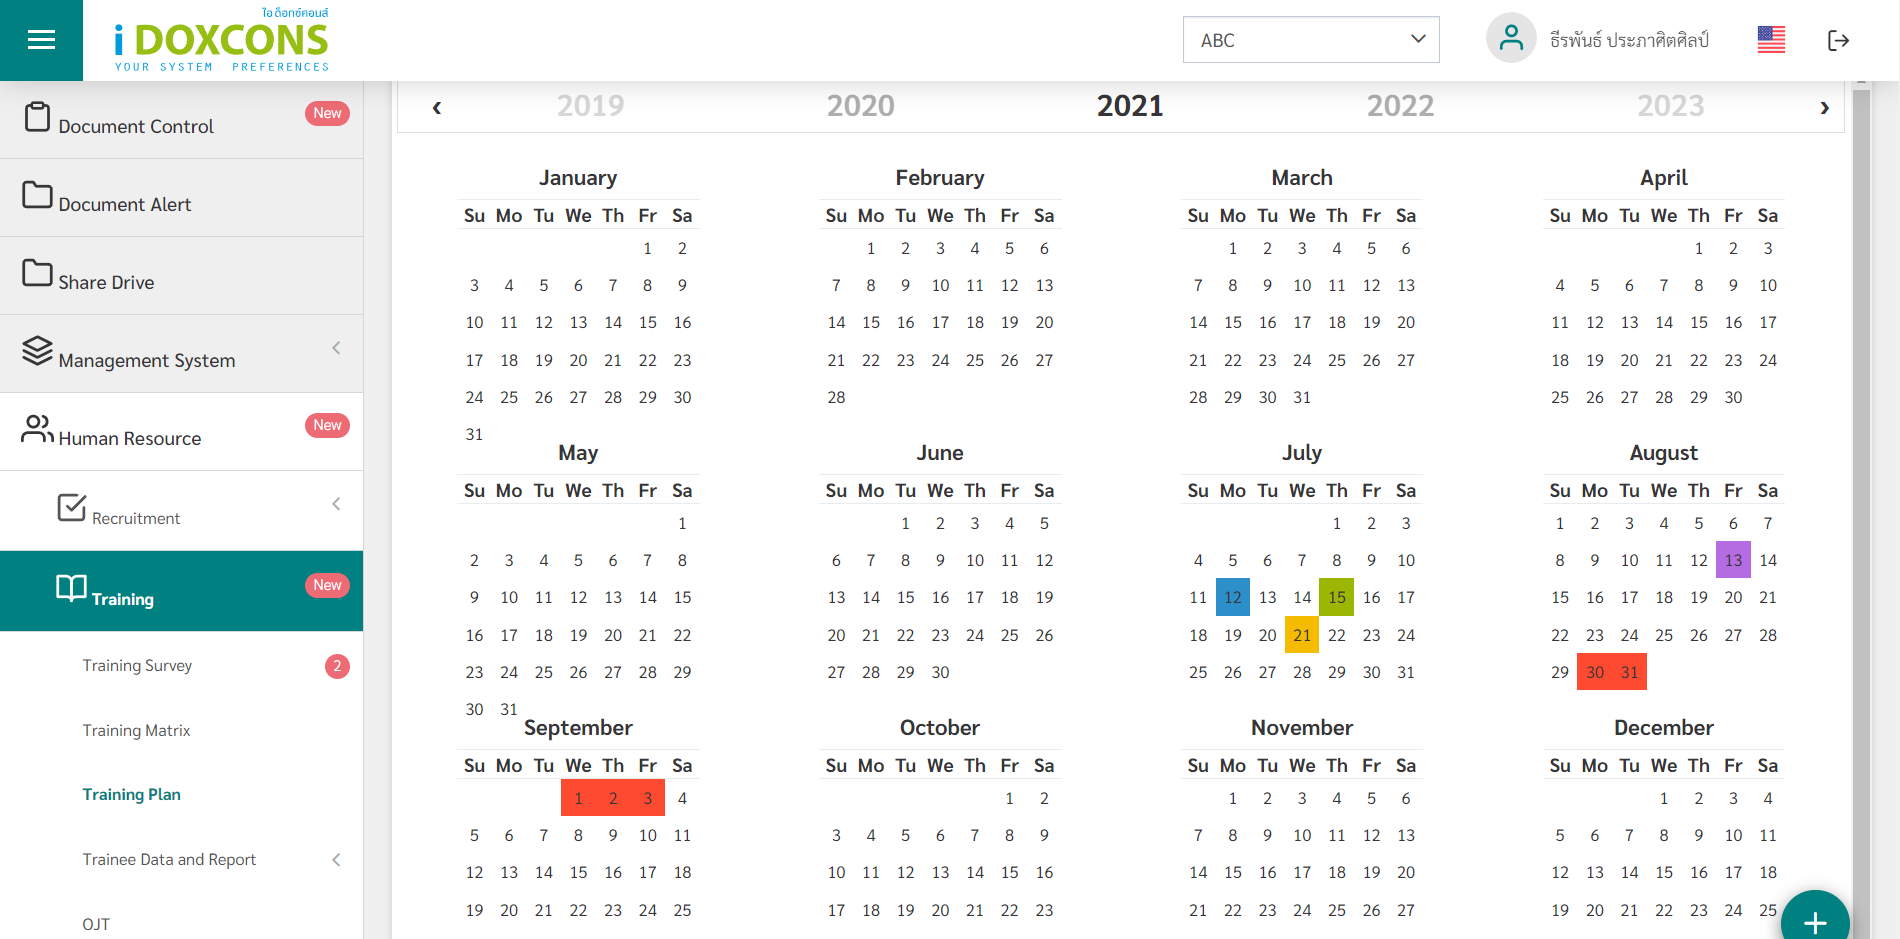 ไอ ด็อกซ์คอนส์
i DOXCONS
YOUR SYSTEM PREFERENCES
ABC
ธีรพันธ์ ประภาศิตศิลป์
Document Control New
Document Alert
Share Drive
Management System
Human Resource New
Recruitment
Training New
Training Survey 2
Training Matrix
Training Plan
Trainee Data and Report
OJT
‹ 2019 2020 2021 2022 2023 ›
January
Su Mo Tu We Th Fr Sa
1 2
3 4 5 6 7 8 9
10 11 12 13 14 15 16
17 18 19 20 21 22 23
24 25 26 27 28 29 30
31
February
Su Mo Tu We Th Fr Sa
1 2 3 4 5 6
7 8 9 10 11 12 13
14 15 16 17 18 19 20
21 22 23 24 25 26 27
28
March
Su Mo Tu We Th Fr Sa
1 2 3 4 5 6
7 8 9 10 11 12 13
14 15 16 17 18 19 20
21 22 23 24 25 26 27
28 29 30 31
April
Su Mo Tu We Th Fr Sa
1 2 3
4 5 6 7 8 9 10
11 12 13 14 15 16 17
18 19 20 21 22 23 24
25 26 27 28 29 30
May
Su Mo Tu We Th Fr Sa
1
2 3 4 5 6 7 8
9 10 11 12 13 14 15
16 17 18 19 20 21 22
23 24 25 26 27 28 29
30 31
June
Su Mo Tu We Th Fr Sa
1 2 3 4 5
6 7 8 9 10 11 12
13 14 15 16 17 18 19
20 21 22 23 24 25 26
27 28 29 30
July
Su Mo Tu We Th Fr Sa
1 2 3
4 5 6 7 8 9 10
11 12 13 14 15 16 17
18 19 20 21 22 23 24
25 26 27 28 29 30 31
August
Su Mo Tu We Th Fr Sa
1 2 3 4 5 6 7
8 9 10 11 12 13 14
15 16 17 18 19 20 21
22 23 24 25 26 27 28
29 30 31
September
Su Mo Tu We Th Fr Sa
1 2 3 4
5 6 7 8 9 10 11
12 13 14 15 16 17 18
19 20 21 22 23 24 25
October
Su Mo Tu We Th Fr Sa
1 2
3 4 5 6 7 8 9
10 11 12 13 14 15 16
17 18 19 20 21 22 23
November
Su Mo Tu We Th Fr Sa
1 2 3 4 5 6
7 8 9 10 11 12 13
14 15 16 17 18 19 20
21 22 23 24 25 26 27
December
Su Mo Tu We Th Fr Sa
1 2 3 4
5 6 7 8 9 10 11
12 13 14 15 16 17 18
19 20 21 22 23 24 25
+